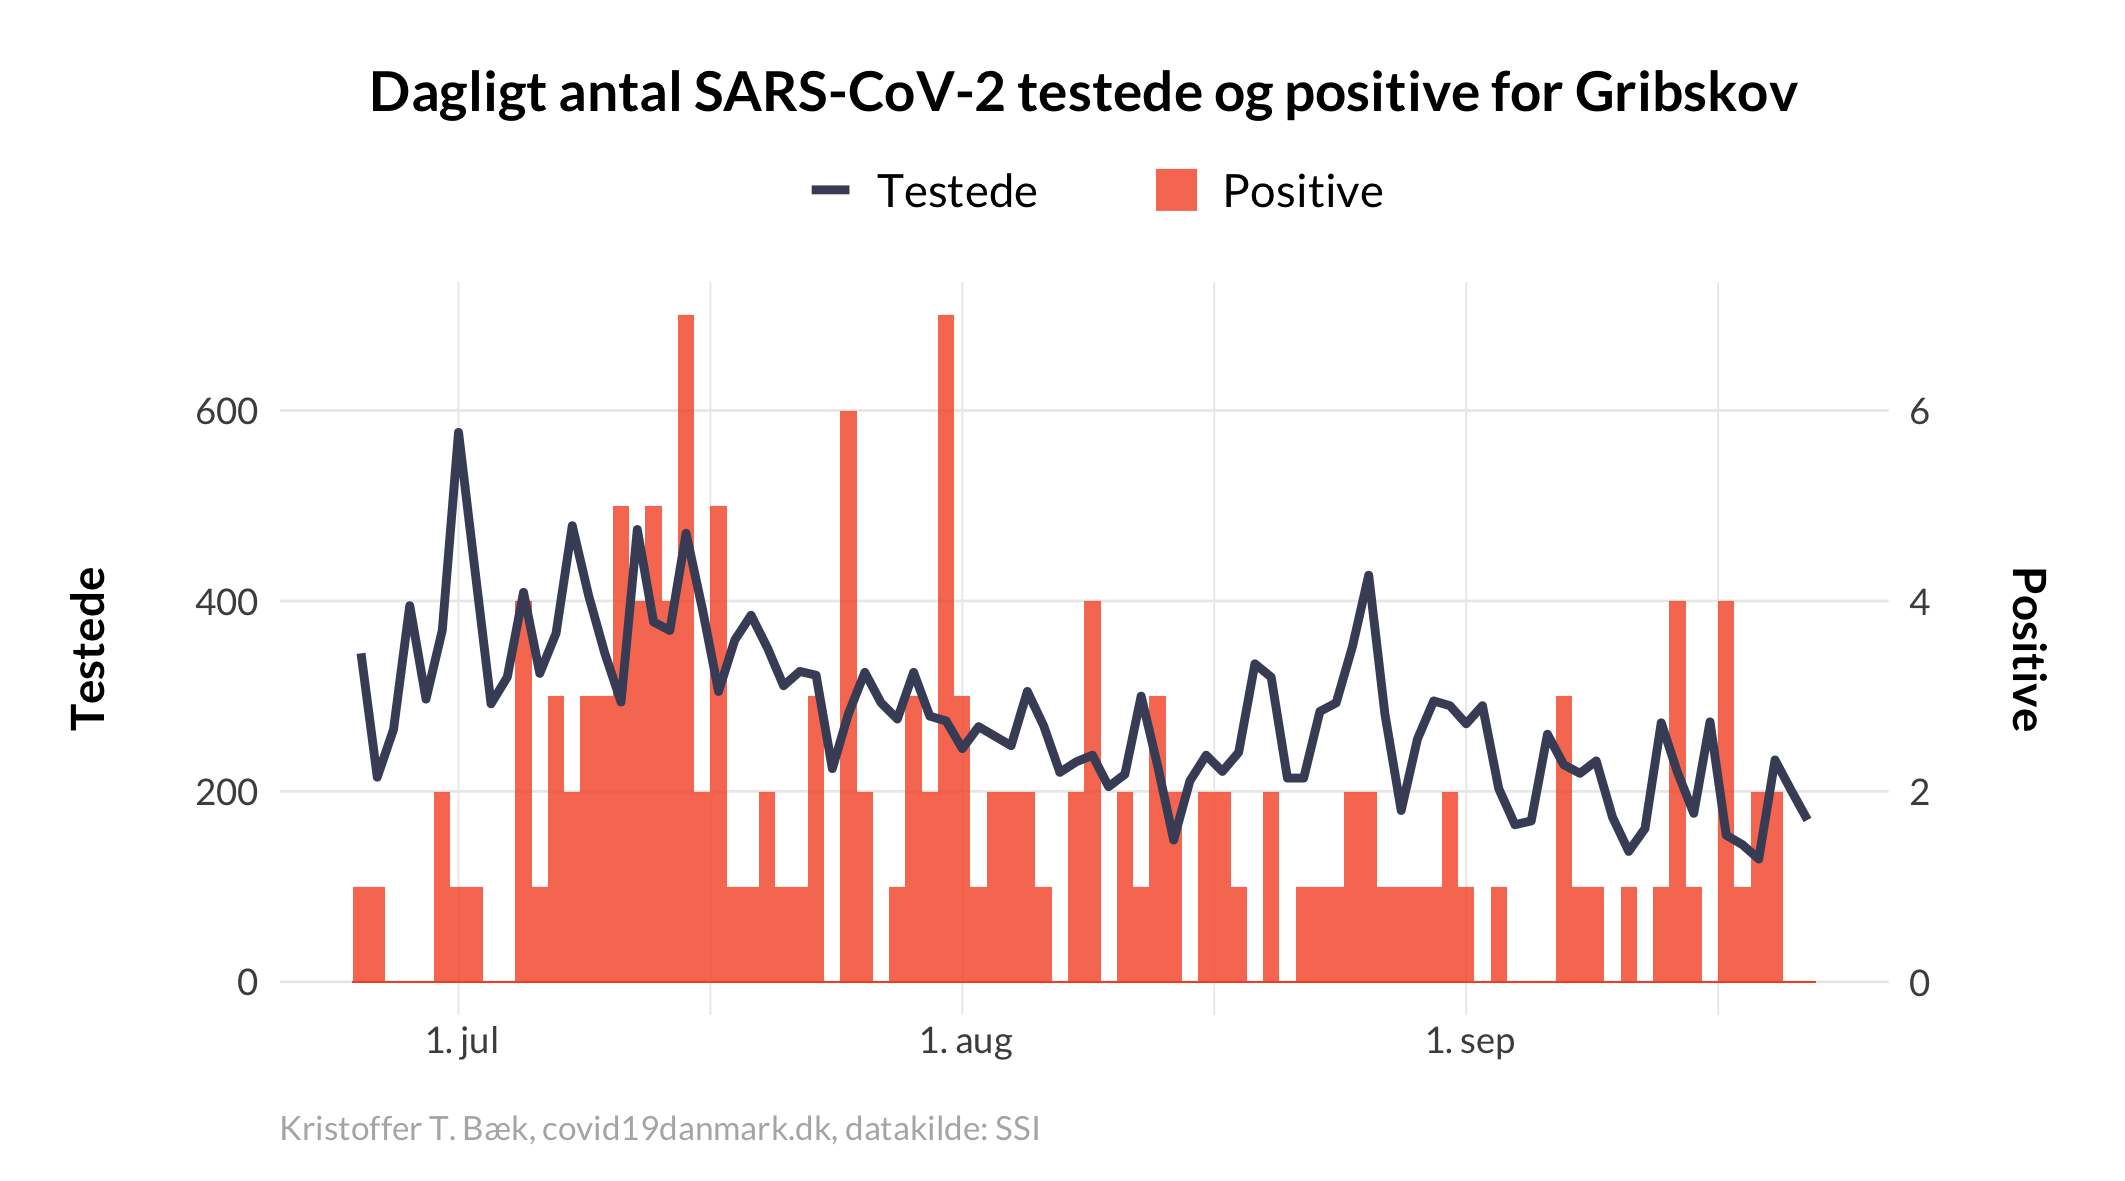 Dagligt antal SARS-CoV-2 testede og positive for Gribskov
Testede
Positive
600
400
200
0
Testede
6
4
2
0
Positive
1. jul
1. aug
1. sep
Kristoffer T. Bæk, covid19danmark.dk, datakilde: SSI